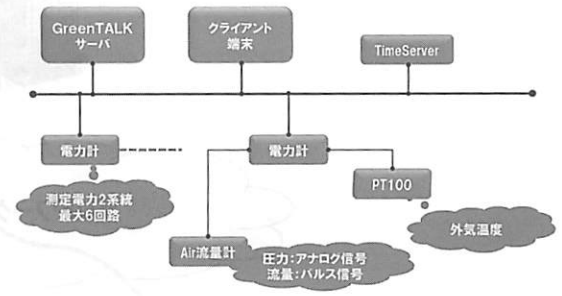 GreenTALK
サーバ
クライアント
端末
TimeServer
電力計
電力計
測定電力2系統
最大6回路
PT100
外気温度
Air流量計
圧力:アナログ信号
流量:パルス信号